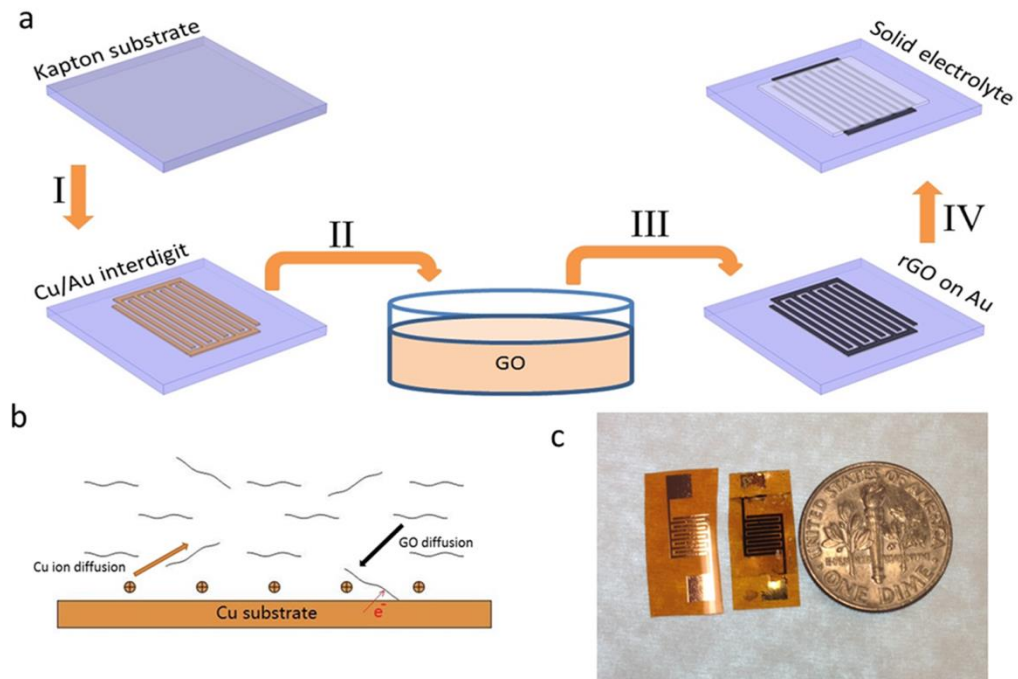 a
Kapton substrate
Solid electrolyte
I
II
III
IV
Cu/Au interdigit
rGO on Au
GO
b
c
GO diffusion
Cu ion diffusion
e-
Cu substrate
UNITED STATES OF AMERICA
ONE DIME